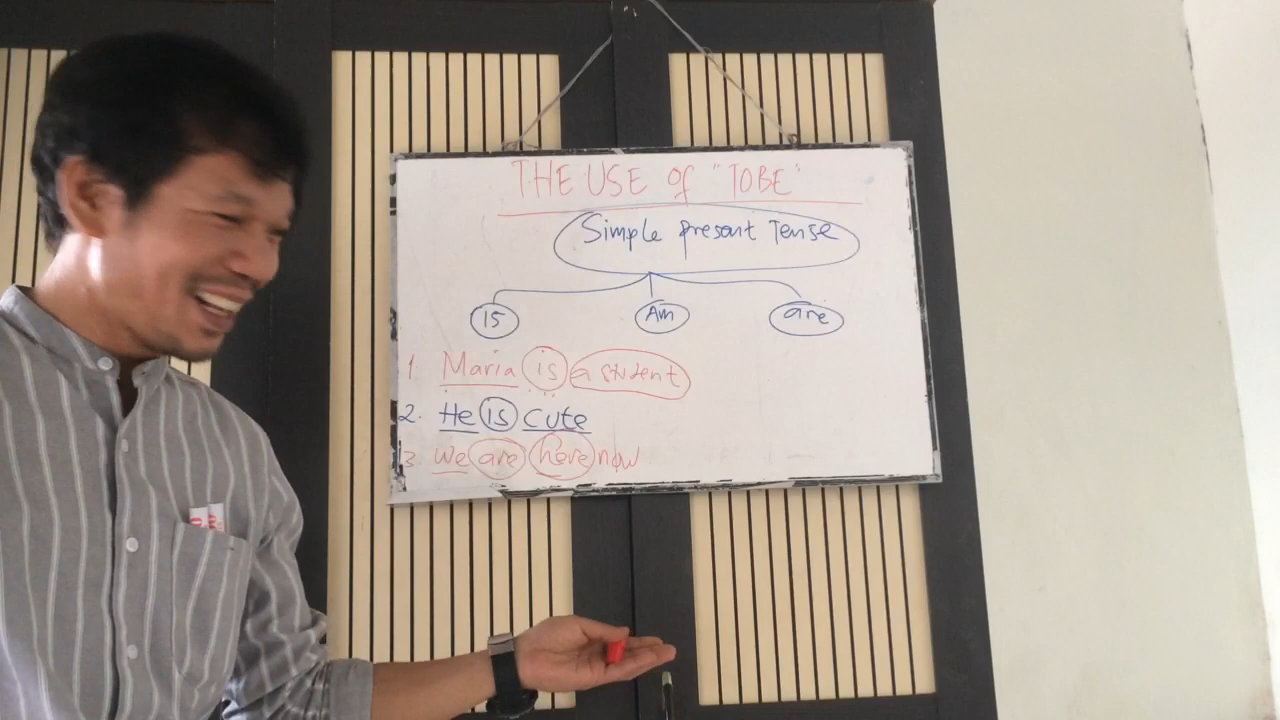 THE USE of "TOBE"
Simple present Tense
is Am are
1. Maria is a student
2. He is cute
3. we are here now